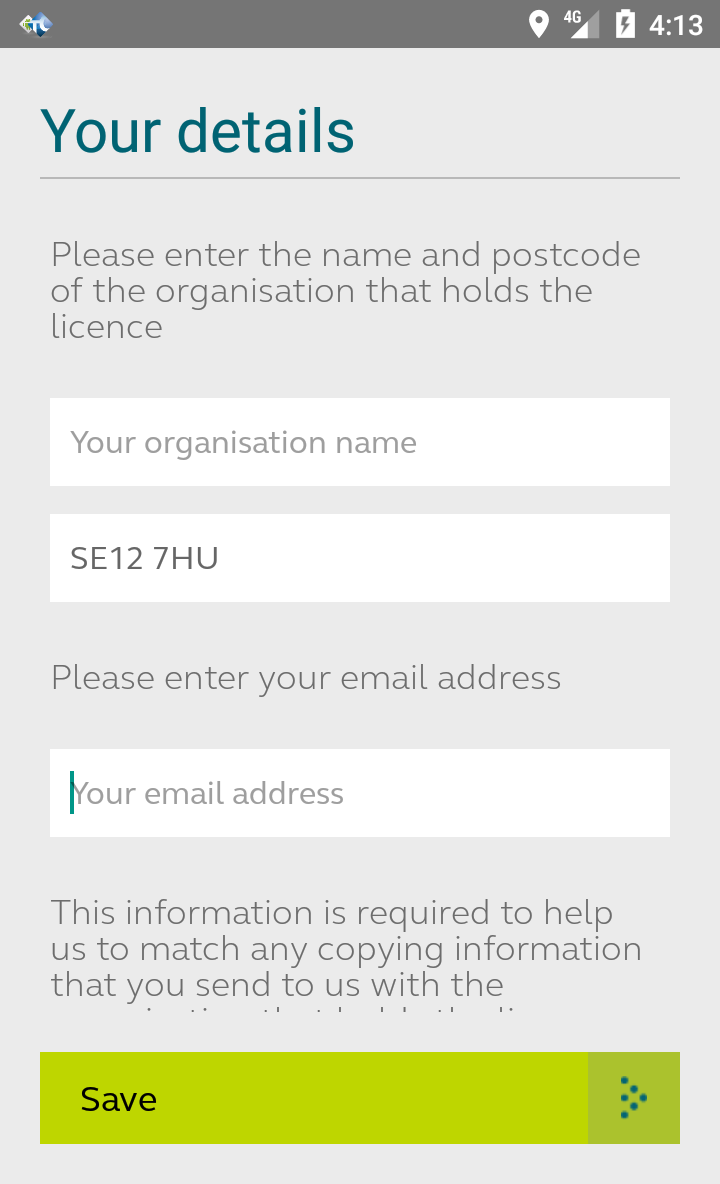 4G 4:13
Your details
Please enter the name and postcode
of the organisation that holds the
licence
Your organisation name
SE12 7HU
Please enter your email address
Your email address
This information is required to help
us to match any copying information
that you send to us with the
Save